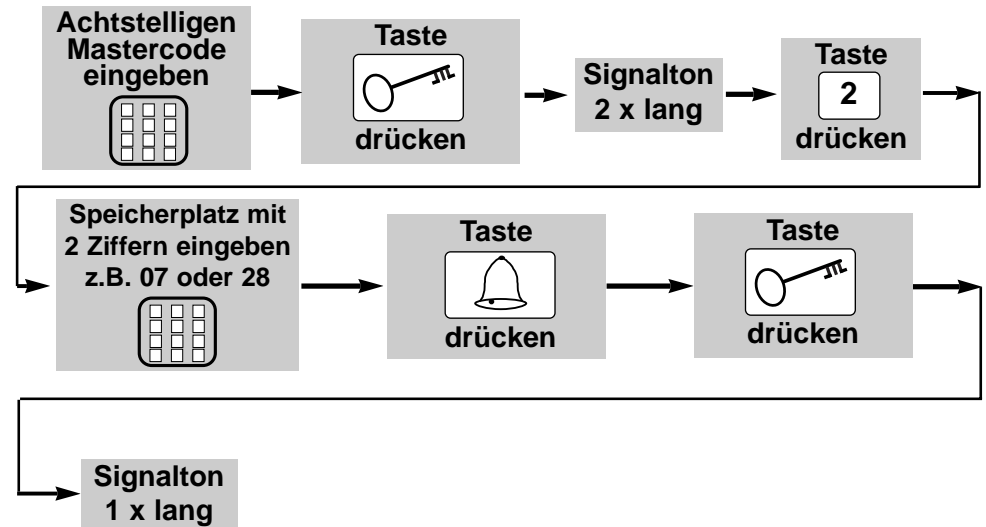 Achtstelligen
Mastercode
eingeben
Taste
drücken
Signalton
2 x lang
Taste
2
drücken
Speicherplatz mit
2 Ziffern eingeben
z.B. 07 oder 28
Taste
drücken
Taste
drücken
Signalton
1 x lang